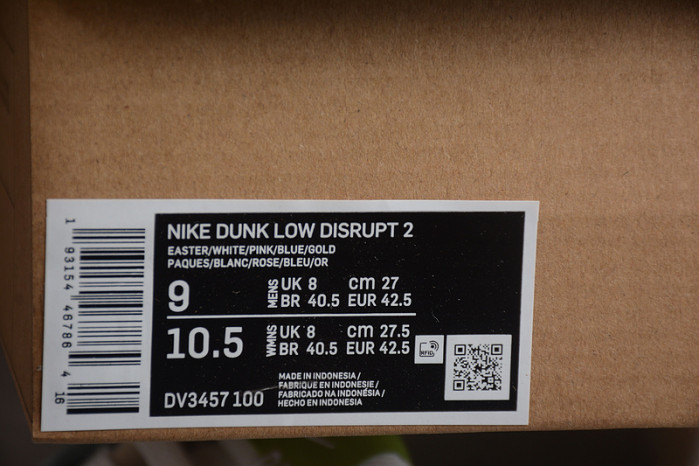 NIKE DUNK LOW DISRUPT 2
EASTER/WHITE/PINK/BLUE/GOLD
PAQUES/BLANC/ROSE/BLEU/OR
9 MENS UK 8 cm 27
BR 40.5 EUR 42.5
10.5 WMNS UK 8 cm 27.5
BR 40.5 EUR 42.5
RFID
DV3457 100
MADE IN INDONESIA /
FABRIQUE EN INDONESIE/
FABRICADO NA INDONÉSIA /
HECHO EN INDONESIA
1 93154 46786 4
16